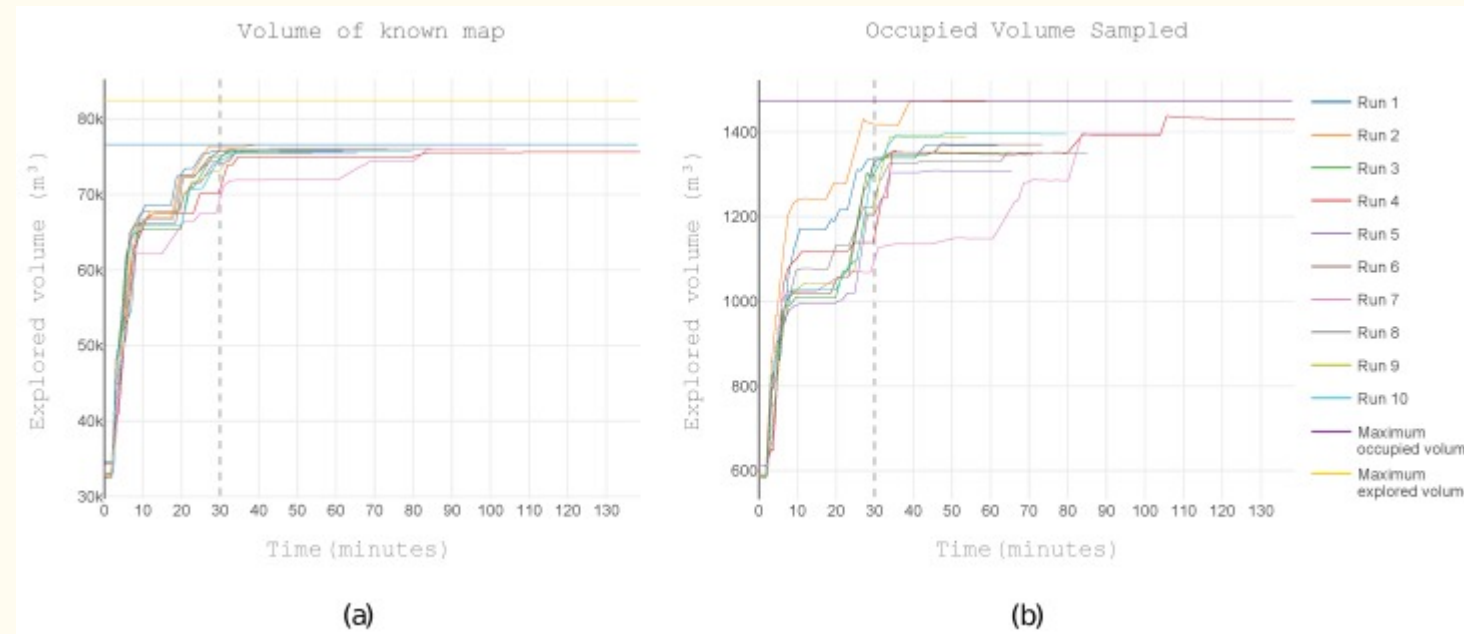 Volume of known map
Explored volume (m³)
80k
70k
60k
50k
40k
30k
0 10 20 30 40 50 60 70 80 90 100 110 120 130
Time(minutes)
(a)
Occupied Volume Sampled
Explored volume (m³)
1400
1200
1000
800
600
0 10 20 30 40 50 60 70 80 90 100 110 120 130
Time(minutes)
(b)
Run 1
Run 2
Run 3
Run 4
Run 5
Run 6
Run 7
Run 8
Run 9
Run 10
Maximum
occupied volum
Maximum
explored volum